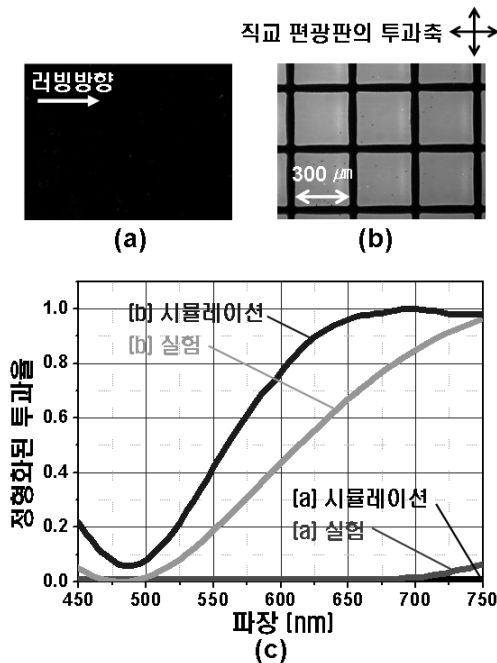 직교 편광판의 투과축
러빙방향
300 ㎛
(a)
(b)
정형화된 투과율
1.0
0.8
0.6
0.4
0.2
0.0
[b] 시뮬레이션
[b] 실험
[a] 시뮬레이션
[a] 실험
450 500 550 600 650 700 750
파장 [nm]
(c)